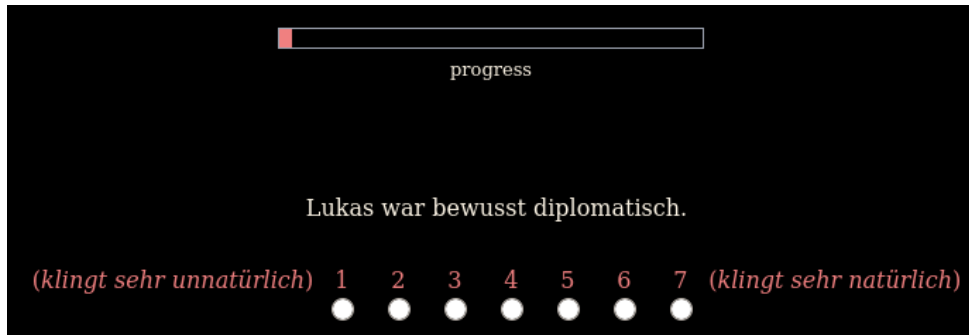 progress
Lukas war bewusst diplomatisch.
(klingt sehr unnatürlich) 1 2 3 4 5 6 7 (klingt sehr natürlich)